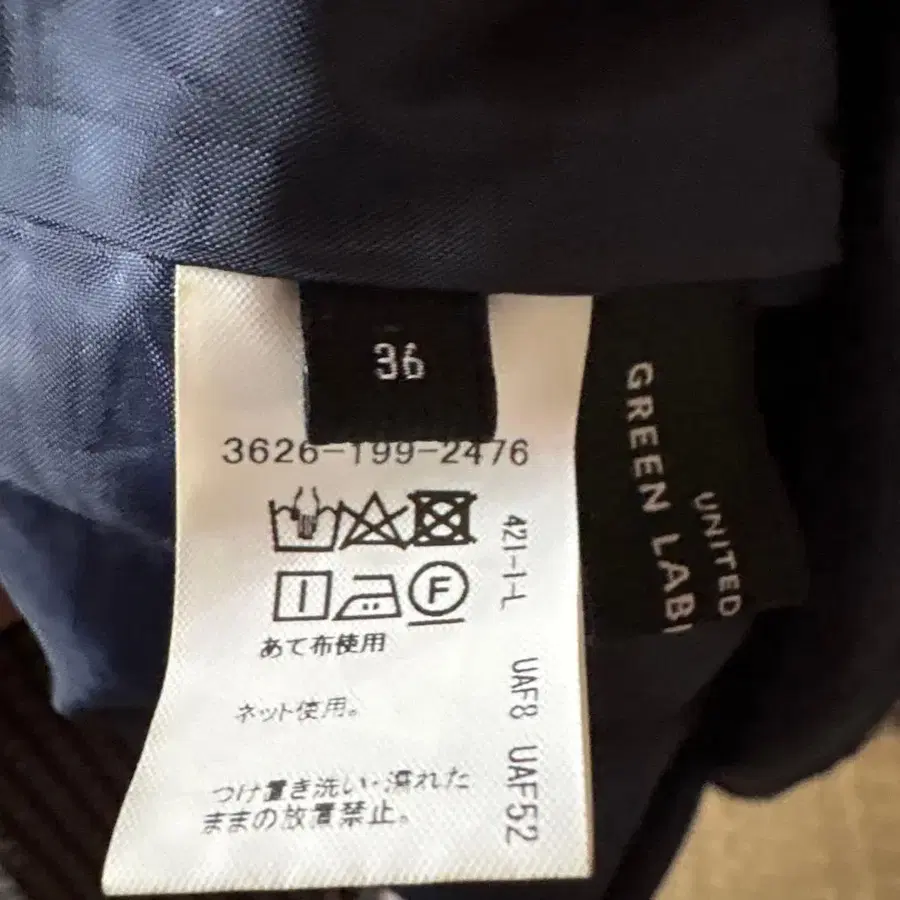 36
3626-199-2476
F
あて布使用
ネット使用。
つけ置き洗い・濡れた
ままの放置禁止。
421-1-L
UAF8 UAF52
UNITED
GREEN LABI